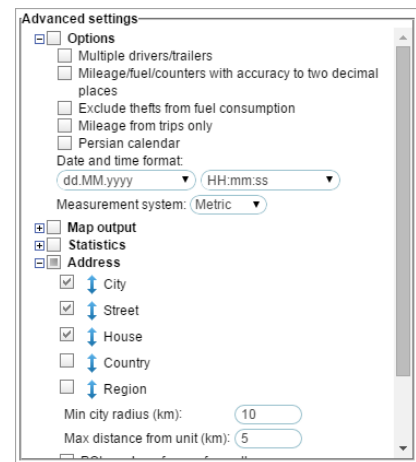 Advanced settings
Options
Multiple drivers/trailers
Mileage/fuel/counters with accuracy to two decimal
places
Exclude thefts from fuel consumption
Mileage from trips only
Persian calendar
Date and time format:
dd.MM.yyyy HH:mm:ss
Measurement system: Metric
Map output
Statistics
Address
City
Street
House
Country
Region
Min city radius (km): 10
Max distance from unit (km): 5